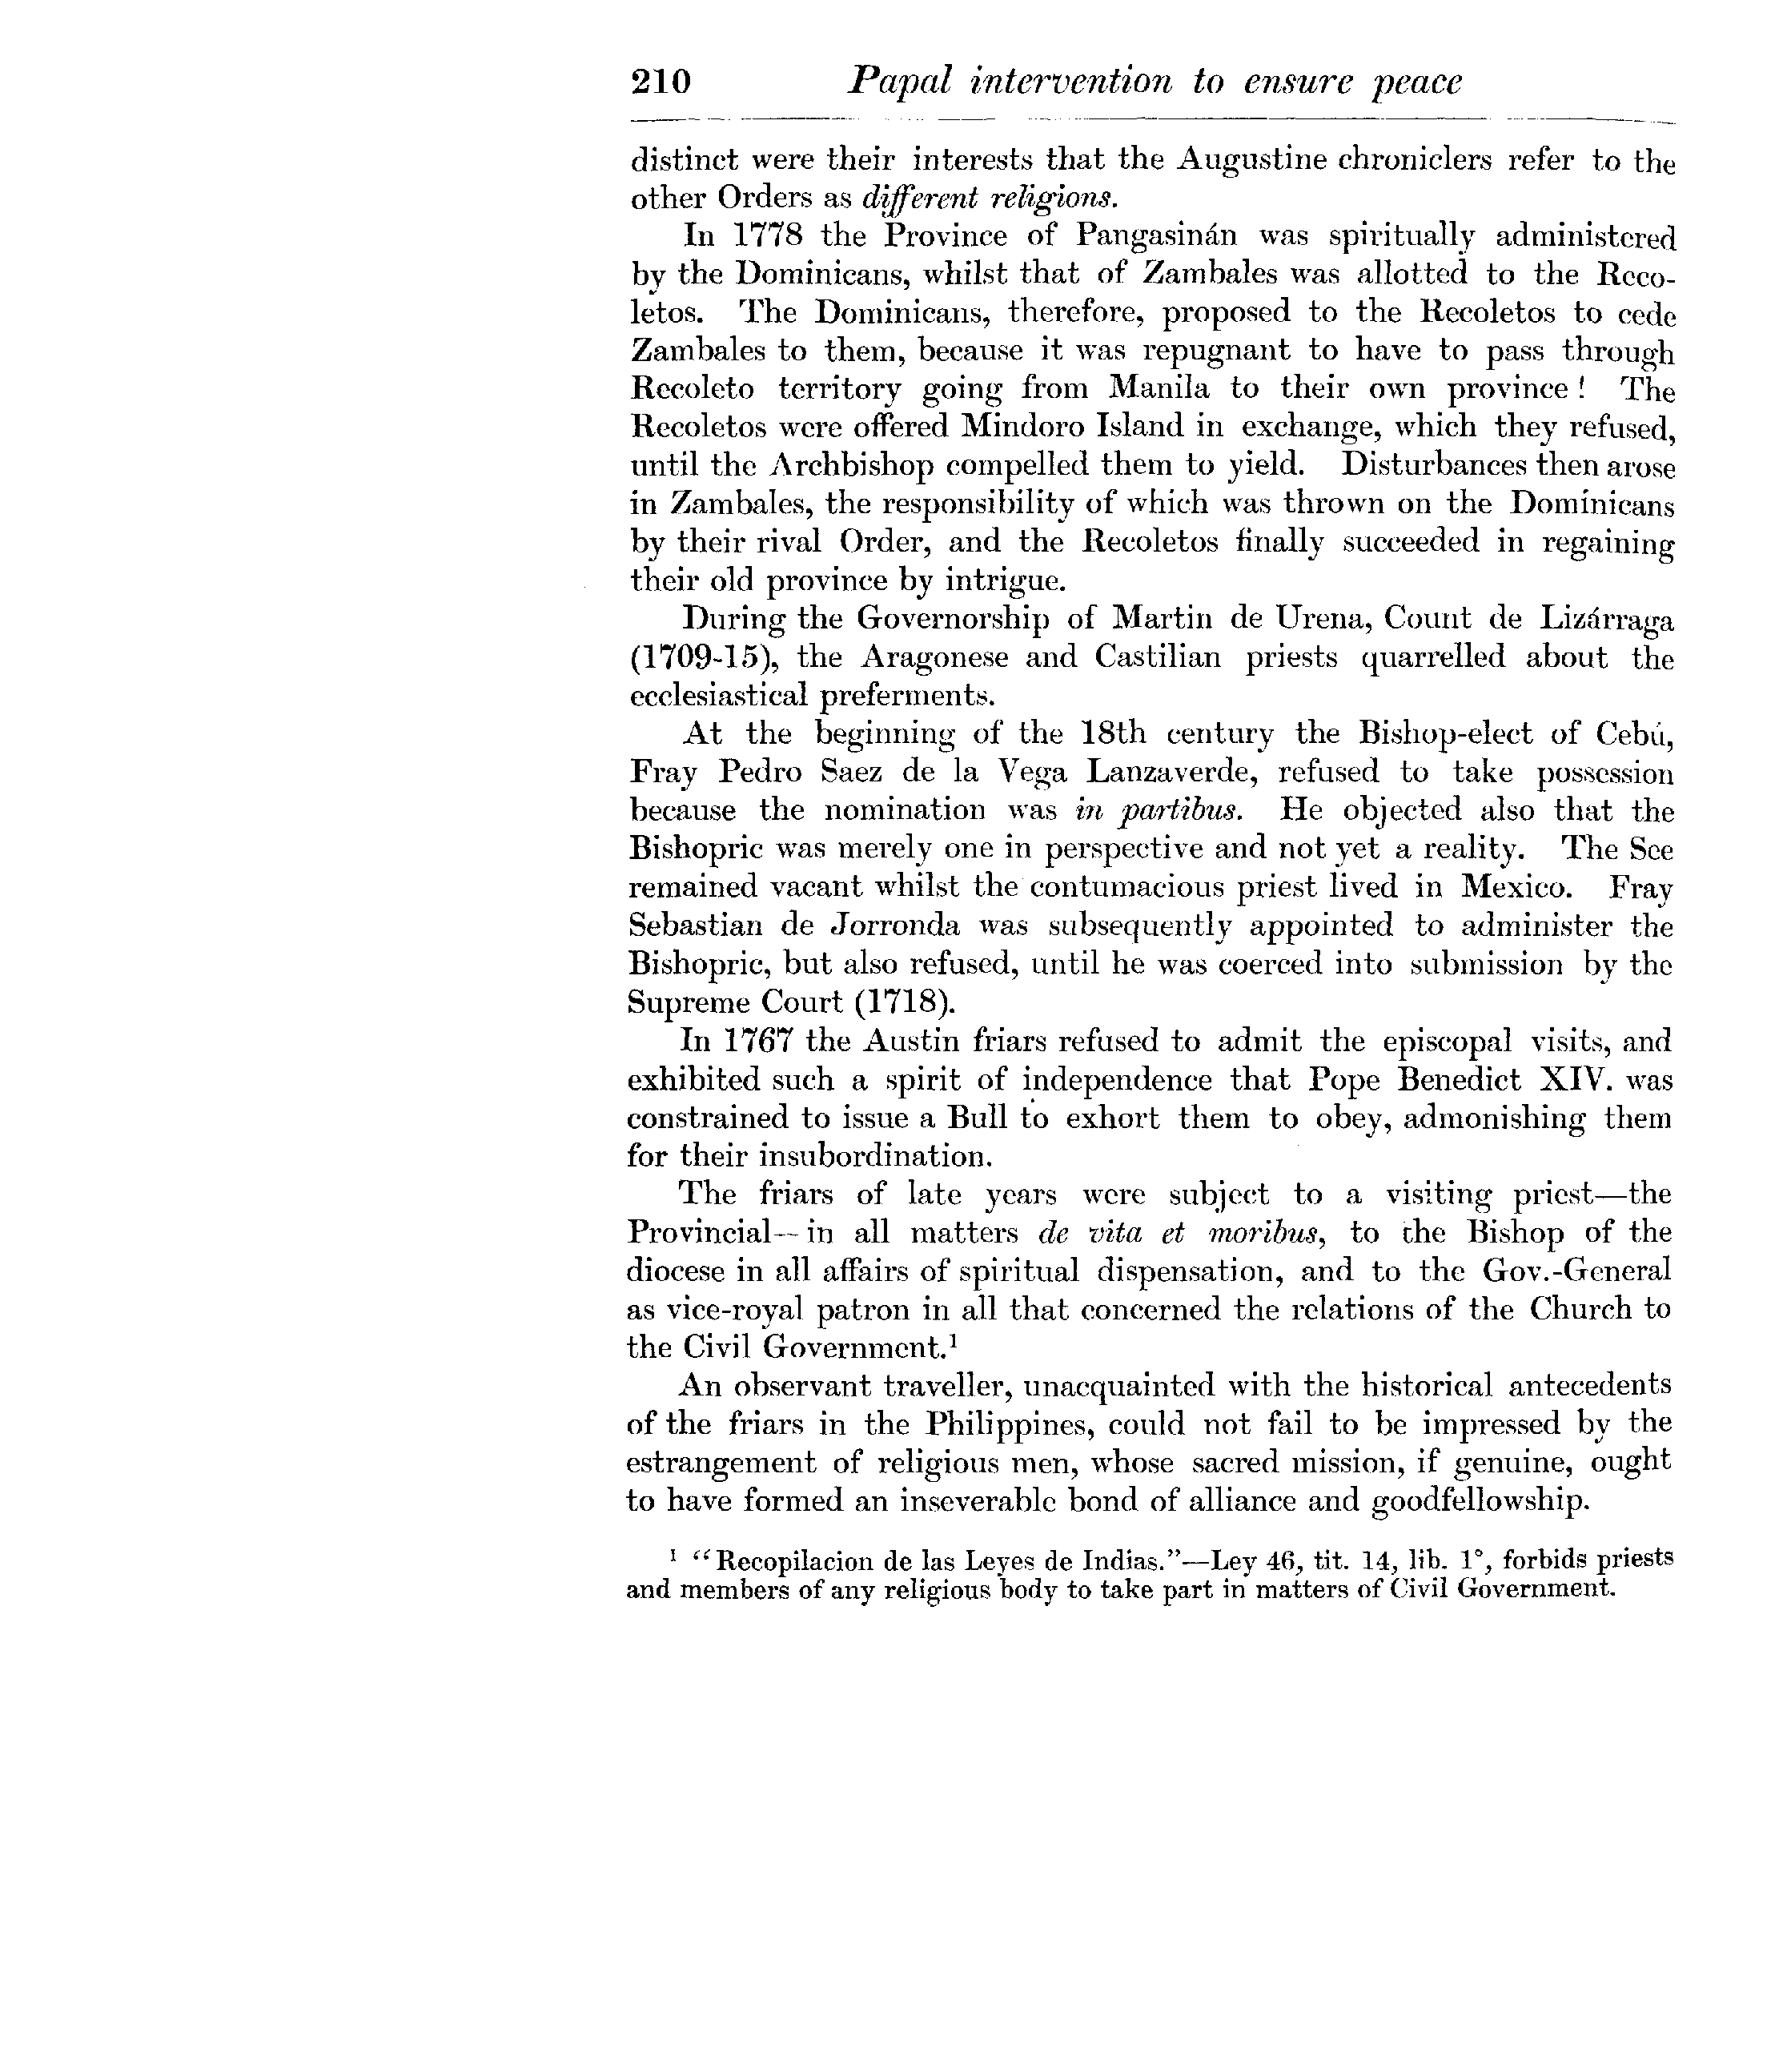 210 Papal intervention to ensure peace
distinct were their interests that the Augustine chroniclers refer to the
other Orders as different religions.
In 1778 the Province of Pangasinán was spiritually administered
by the Dominicans, whilst that of Zambales was allotted to the Reco-
letos. The Dominicans, therefore, proposed to the Recoletos to cede
Zambales to them, because it was repugnant to have to pass through
Recoleto territory going from Manila to their own province! The
Recoletos were offered Mindoro Island in exchange, which they refused,
until the Archbishop compelled them to yield. Disturbances then arose
in Zambales, the responsibility of which was thrown on the Dominicans
by their rival Order, and the Recoletos finally succeeded in regaining
their old province by intrigue.
During the Governorship of Martin de Urena, Count de Lizárraga
(1709-15), the Aragonese and Castilian priests quarrelled about the
ecclesiastical preferments.
At the beginning of the 18th century the Bishop-elect of Cebú,
Fray Pedro Saez de la Vega Lanzaverde, refused to take possession
because the nomination was in partibus. He objected also that the
Bishopric was merely one in perspective and not yet a reality. The See
remained vacant whilst the contumacious priest lived in Mexico. Fray
Sebastian de Jorronda was subsequently appointed to administer the
Bishopric, but also refused, until he was coerced into submission by the
Supreme Court (1718).
In 1767 the Austin friars refused to admit the episcopal visits, and
exhibited such a spirit of independence that Pope Benedict XIV. was
constrained to issue a Bull to exhort them to obey, admonishing them
for their insubordination.
The friars of late years were subject to a visiting priest—the
Provincial—in all matters de vita et moribus, to the Bishop of the
diocese in all affairs of spiritual dispensation, and to the Gov.-General
as vice-royal patron in all that concerned the relations of the Church to
the Civil Government.¹
An observant traveller, unacquainted with the historical antecedents
of the friars in the Philippines, could not fail to be impressed by the
estrangement of religious men, whose sacred mission, if genuine, ought
to have formed an inseverable bond of alliance and goodfellowship.
¹ “Recopilacion de las Leyes de Indias.”—Ley 46, tit. 14, lib. 1°, forbids priests
and members of any religious body to take part in matters of Civil Government.